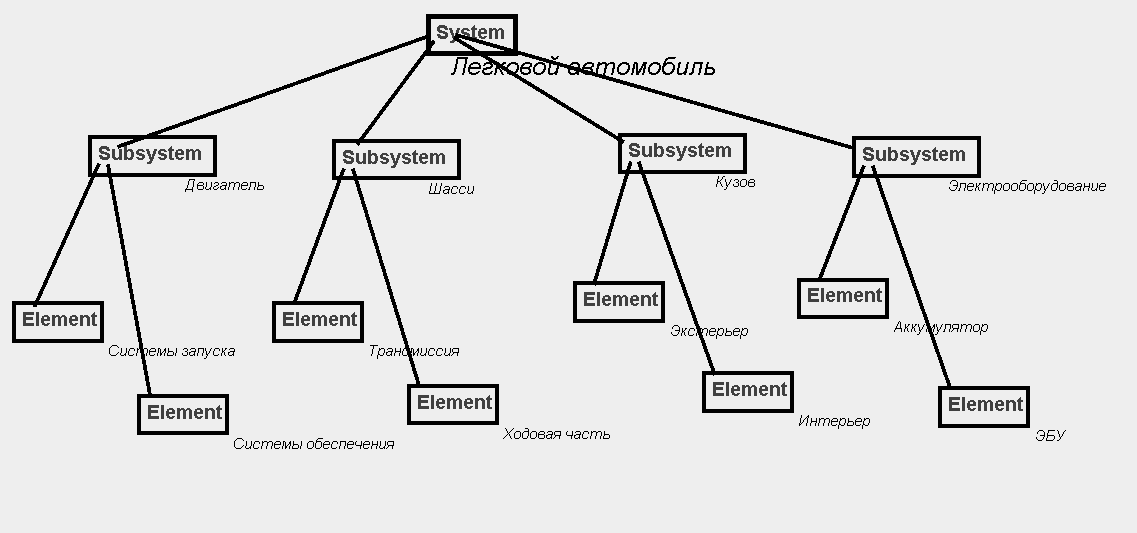 System
Легковой автомобиль
Subsystem
Двигатель
Subsystem
Шасси
Subsystem
Кузов
Subsystem
Электрооборудование
Element
Системы запуска
Element
Трансмиссия
Element
Экстерьер
Element
Аккумулятор
Element
Системы обеспечения
Element
Ходовая часть
Element
Интерьер
Element
ЭБУ